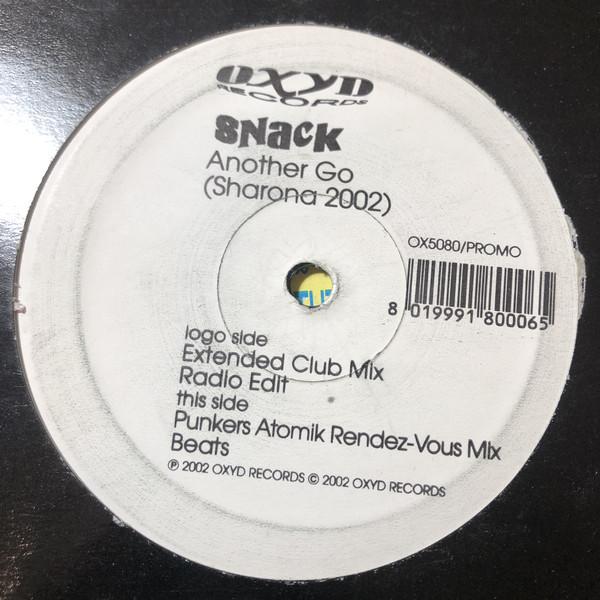 OXYD
RECORDS
SNacK
Another Go
(Sharona 2002)
OX5080/PROMO
8 019991 800065
logo side
Extended Club Mix
Radio Edit
this side
Punkers Atomik Rendez-Vous Mix
Beats
℗ 2002 OXYD RECORDS © 2002 OXYD RECORDS